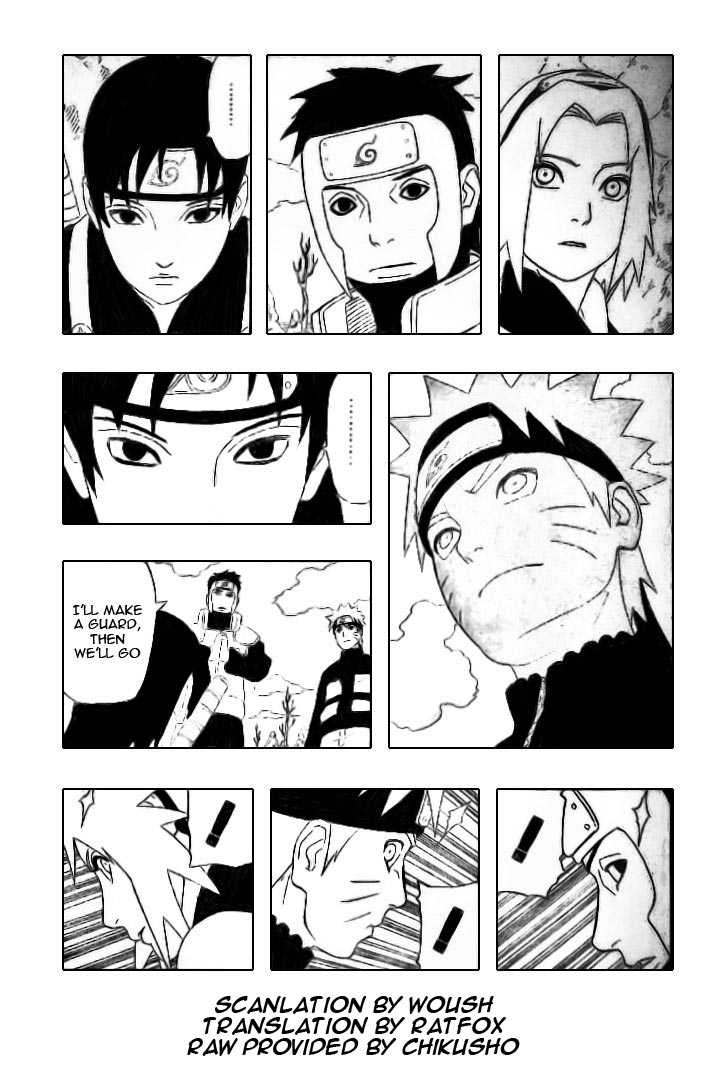 ..........
..........
I'LL MAKE
A GUARD,
THEN
WE'LL GO
!
!
!
SCANLATION BY WOUSH
TRANSLATION BY RATFOX
RAW PROVIDED BY CHIKUSHO